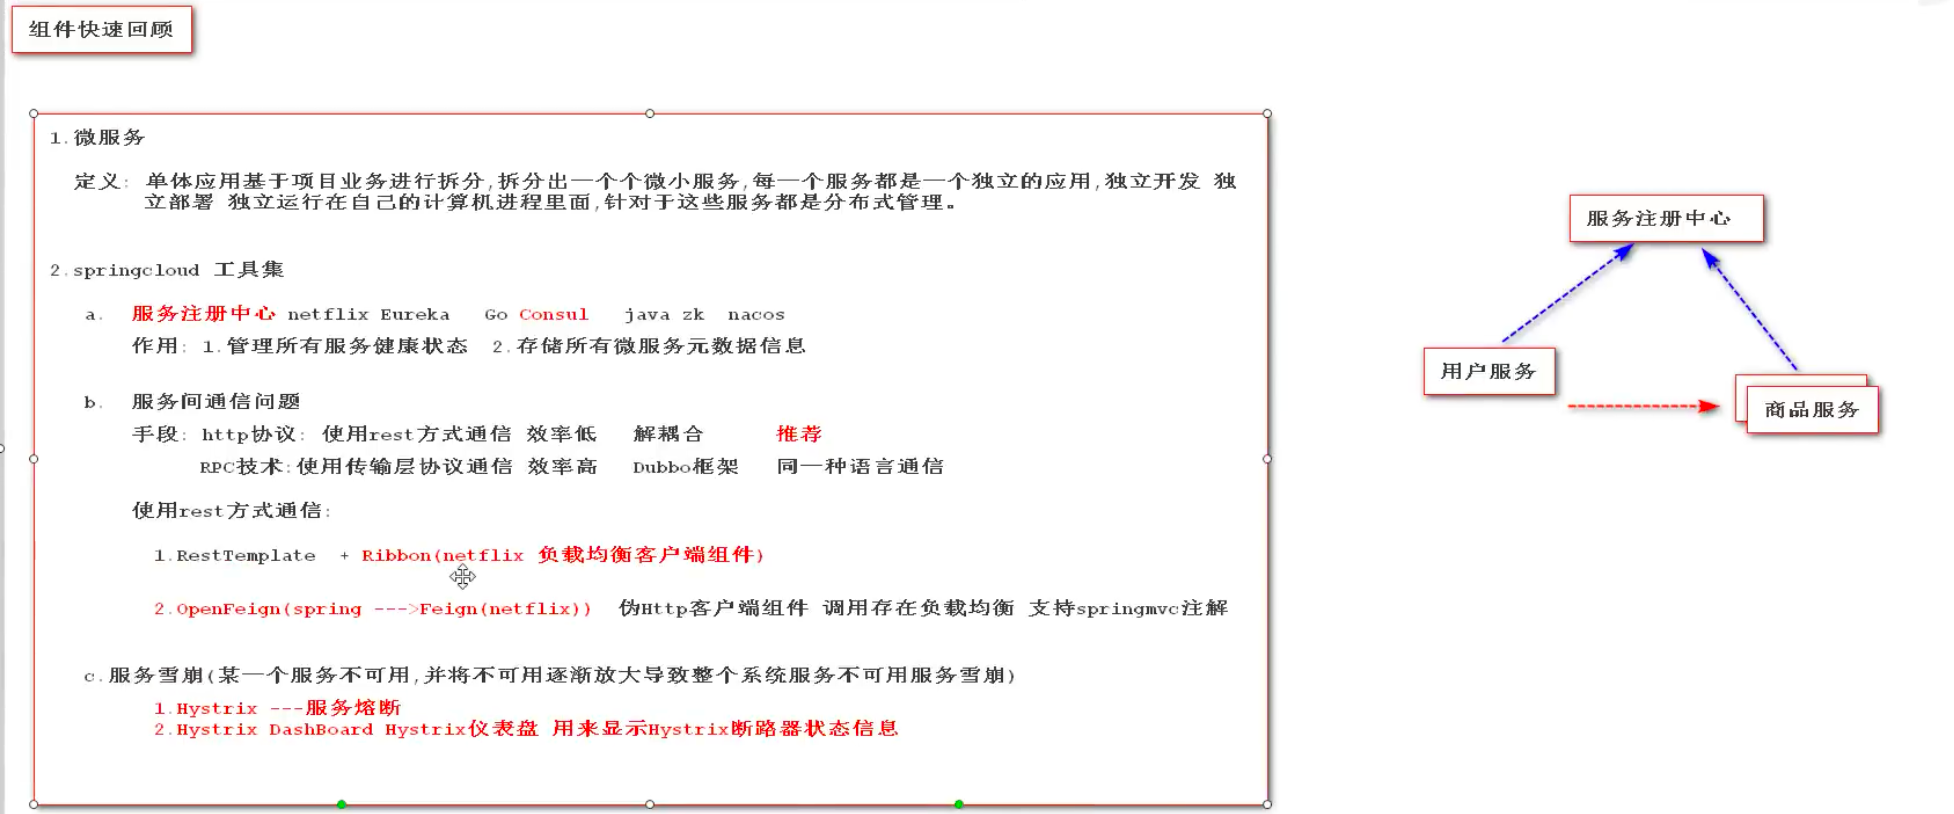 组件快速回顾
1.微服务
定义: 单体应用基于项目业务进行拆分,拆分出一个个微小服务,每一个服务都是一个独立的应用,独立开发 独
立部署 独立运行在自己的计算机进程里面,针对于这些服务都是分布式管理。
2.springcloud 工具集
a. 服务注册中心 netflix Eureka Go Consul java zk nacos
作用: 1.管理所有服务健康状态 2.存储所有微服务元数据信息
b. 服务间通信问题
手段: http协议: 使用rest方式通信 效率低 解耦合 推荐
RPC技术:使用传输层协议通信 效率高 Dubbo框架 同一种语言通信
使用rest方式通信:
1.RestTemplate + Ribbon(netflix 负载均衡客户端组件)
2.OpenFeign(spring --->Feign(netflix)) 伪Http客户端组件 调用存在负载均衡 支持springmvc注解
c.服务雪崩(某一个服务不可用,并将不可用逐渐放大导致整个系统服务不可用服务雪崩)
1.Hystrix ---服务熔断
2.Hystrix DashBoard Hystrix仪表盘 用来显示Hystrix断路器状态信息
服务注册中心
用户服务
商品服务